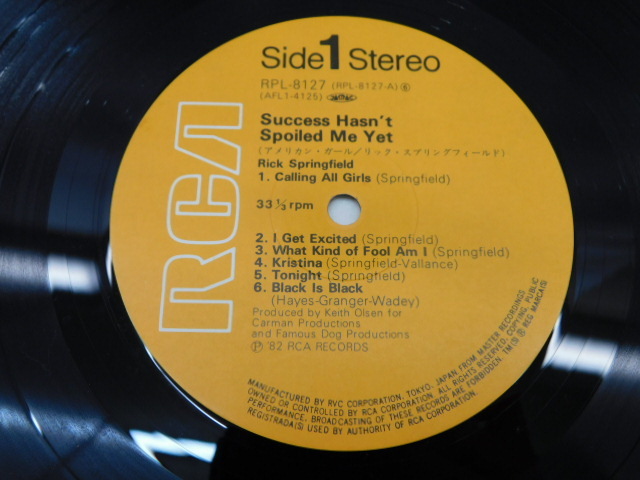 Side 1 Stereo
RPL-8127 (RPL-8127-A) ⑥
(AFL1-4125)
Success Hasn't
Spoiled Me Yet
(アメリカン・ガール/リック・スプリングフィールド)
Rick Springfield
1. Calling All Girls (Springfield)
33 1/3 rpm
2. I Get Excited (Springfield)
3. What Kind of Fool Am I (Springfield)
4. Kristina (Springfield-Vallance)
5. Tonight (Springfield)
6. Black Is Black
(Hayes-Granger-Wadey)
Produced by Keith Olsen for
Carman Productions
and Famous Dog Productions
℗ '82 RCA RECORDS
RCA
MANUFACTURED BY RVC CORPORATION, TOKYO, JAPAN FROM MASTER RECORDINGS
OWNED OR CONTROLLED BY RCA CORPORATION. COPYING, PUBLIC
PERFORMANCE, BROADCASTING OF THESE RECORDS ARE FORBIDDEN TM(S) ® REG MARCA(S)
REGISTRADA(S) USED BY AUTHORITY OF RCA CORPORATION.